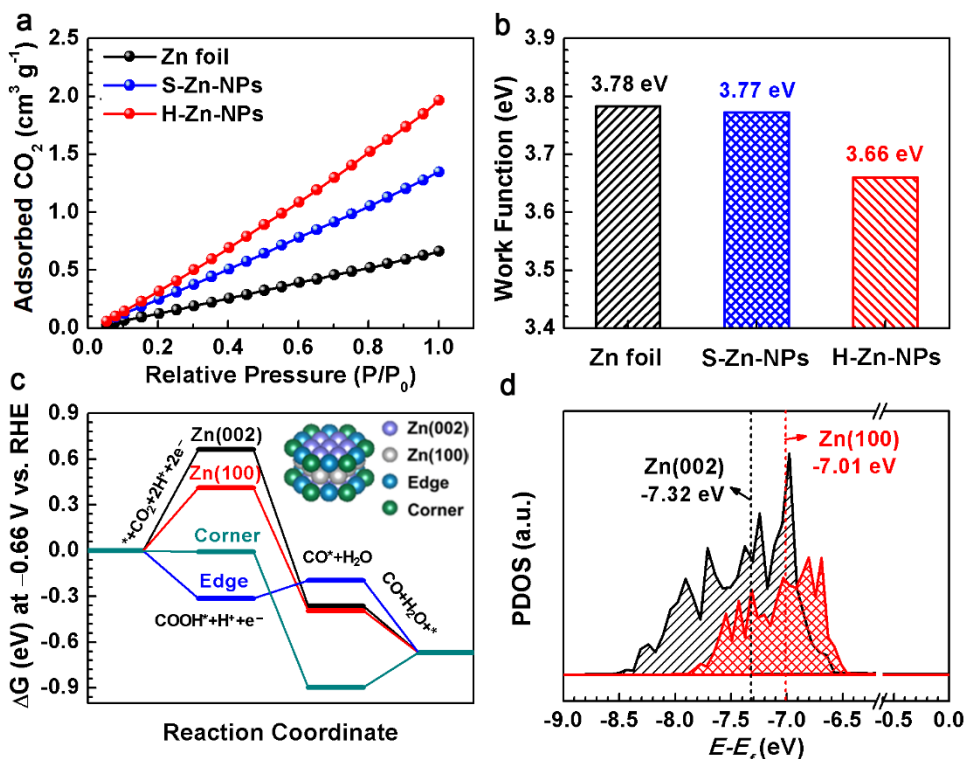 a
2.5
2.0
1.5
1.0
0.5
0.0
Adsorbed CO₂ (cm³ g⁻¹)
Zn foil
S-Zn-NPs
H-Zn-NPs
0.0 0.2 0.4 0.6 0.8 1.0
Relative Pressure (P/P₀)
b
3.9
3.8
3.7
3.6
3.5
3.4
Work Function (eV)
3.78 eV
3.77 eV
3.66 eV
Zn foil S-Zn-NPs H-Zn-NPs
c
0.9
0.6
0.3
0.0
-0.3
-0.6
-0.9
ΔG (eV) at −0.66 V vs. RHE
*+CO₂+2H⁺+2e⁻
Zn(002)
Zn(100)
Corner
Edge
COOH*+H⁺+e⁻
CO*+H₂O
CO+H₂O+*
Zn(002)
Zn(100)
Edge
Corner
Reaction Coordinate
d
PDOS (a.u.)
Zn(002)
-7.32 eV
Zn(100)
-7.01 eV
-9.0 -8.5 -8.0 -7.5 -7.0 -6.5 -0.5 0.0
E-E_f (eV)